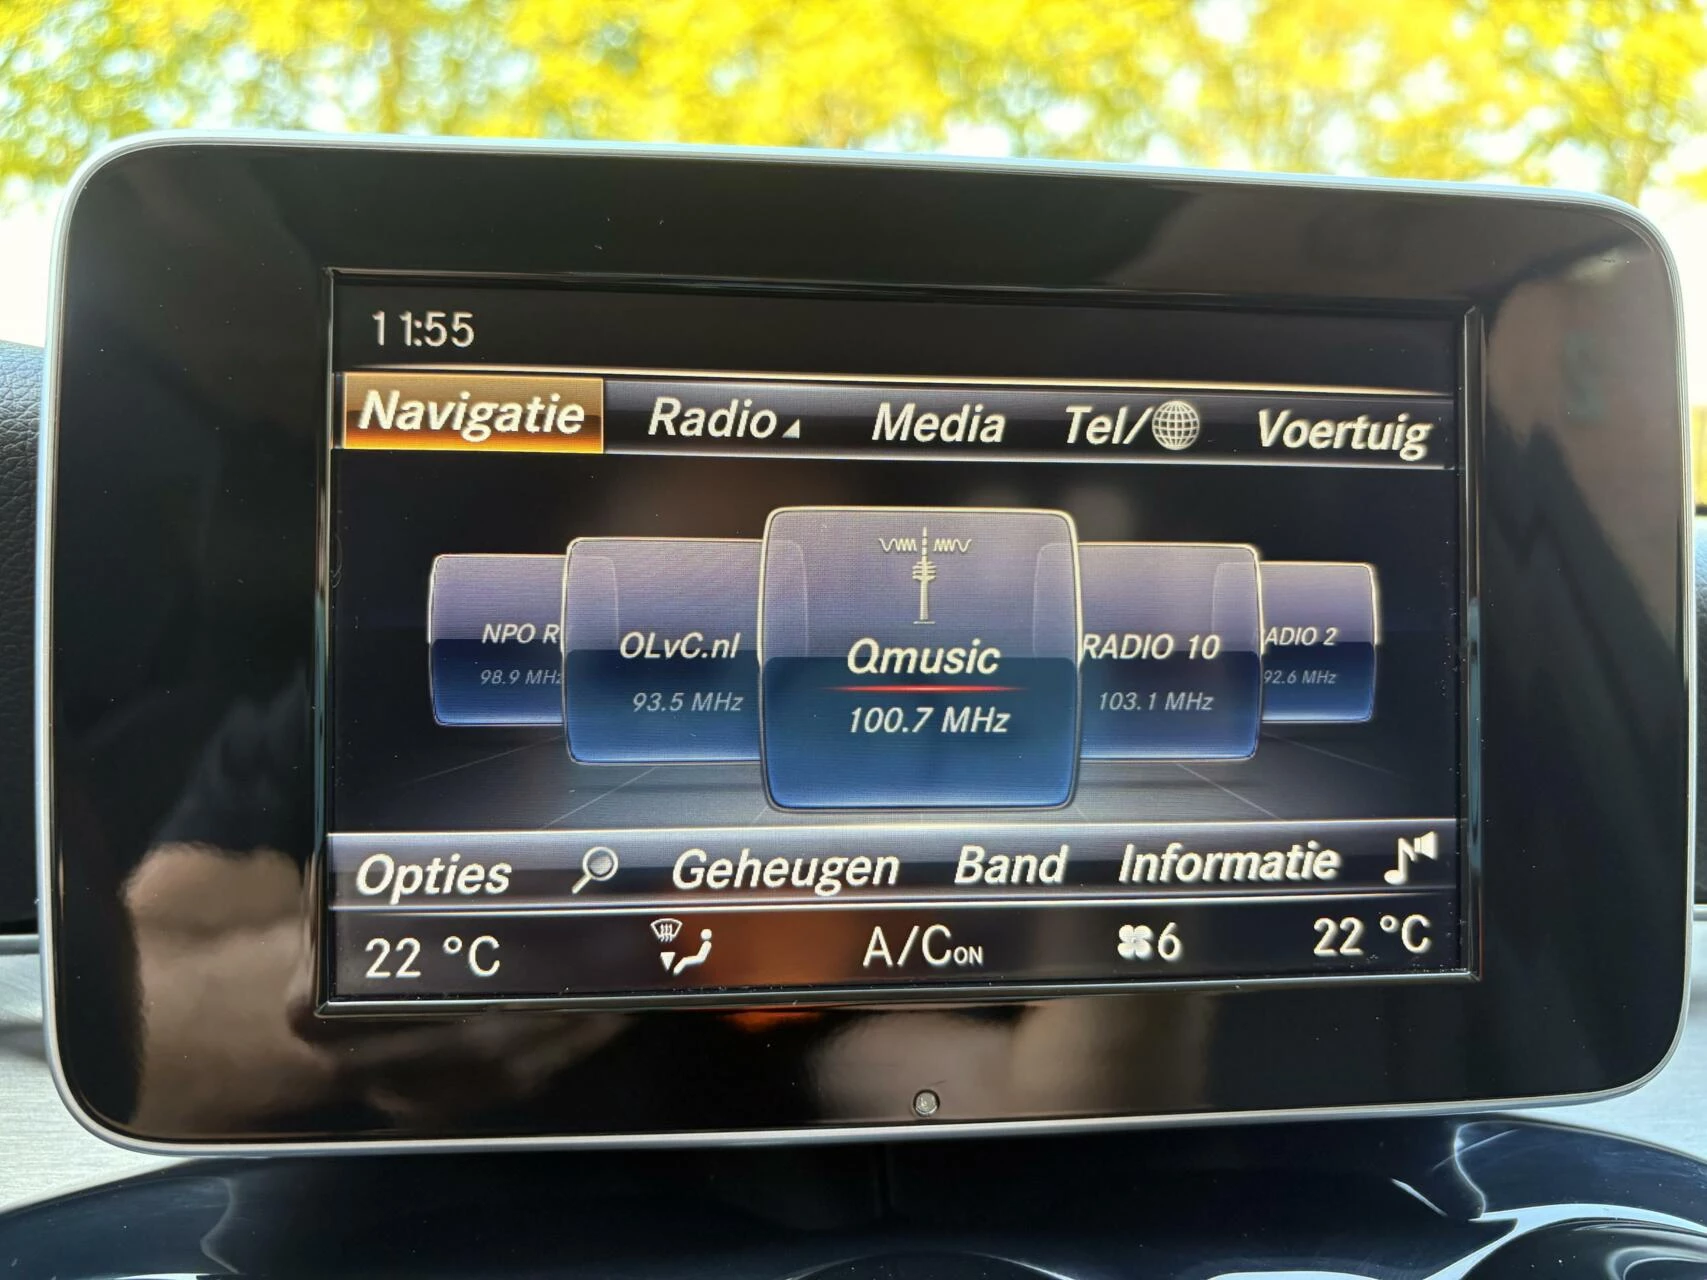 11:55
Navigatie Radio Media Tel/ Voertuig
NPO R OLvC.nl Qmusic RADIO 10 ADIO 2
98.9 MHz 93.5 MHz 100.7 MHz 103.1 MHz 92.6 MHz
Opties Geheugen Band Informatie
22 °C A/C ON 6 22 °C